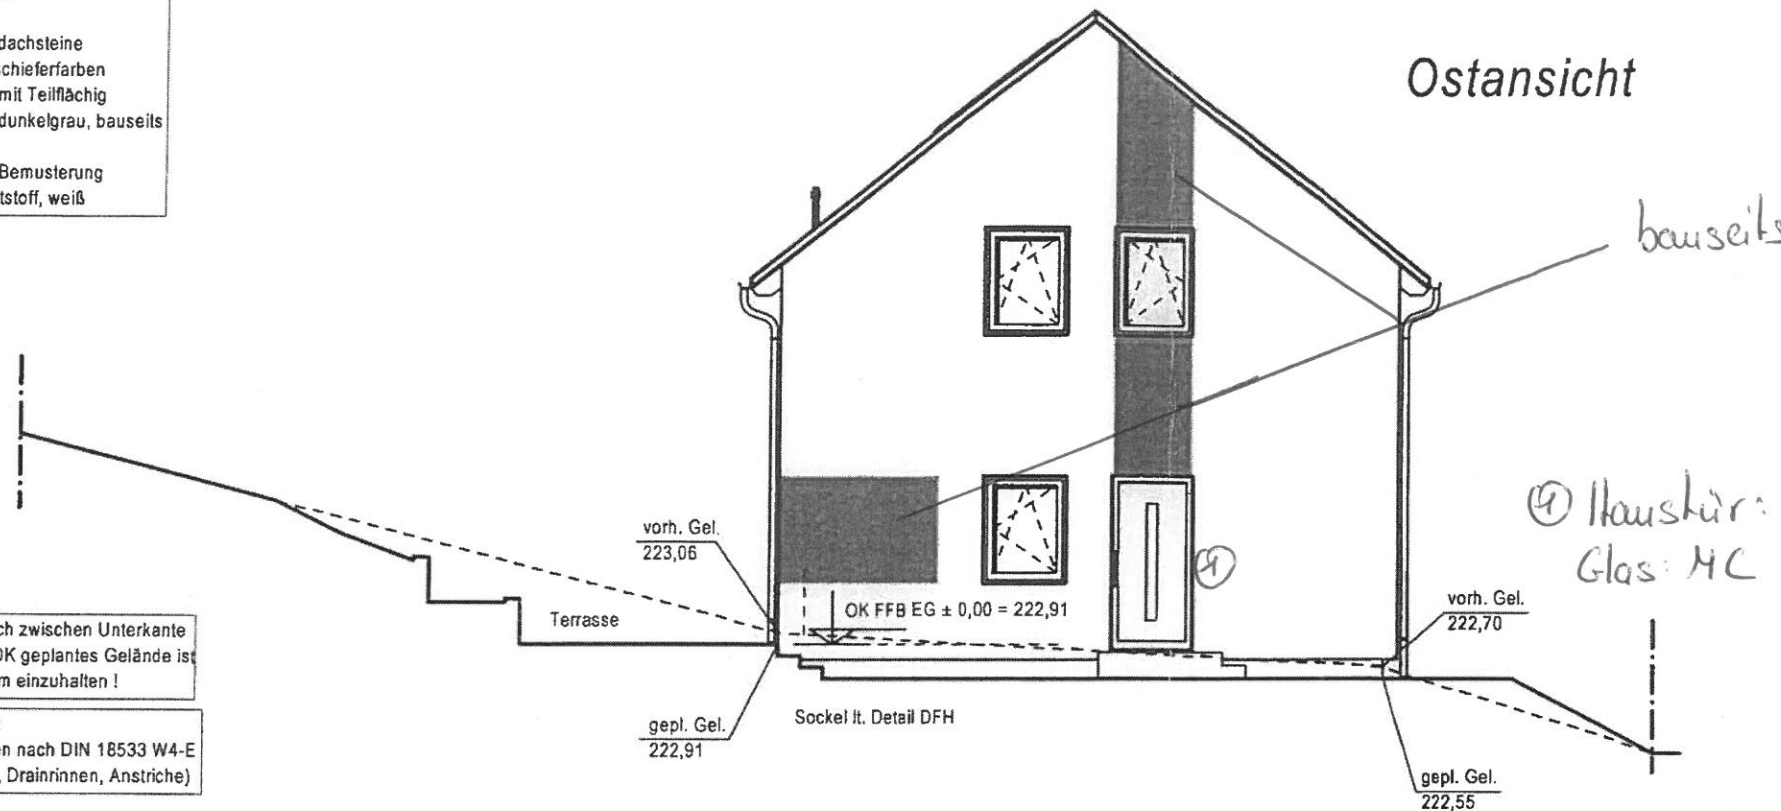 dachsteine
schieferfarben
mit Teilflächig
dunkelgrau, bauseits
Bemusterung
tstoff, weiß
Ostansicht
bauseits
① Haustür:
Glas: MC
①
vorh. Gel.
223,06
Terrasse
OK FFB EG ± 0,00 = 222,91
vorh. Gel.
222,70
ch zwischen Unterkante
OK geplantes Gelände ist
m einzuhalten !
en nach DIN 18533 W4-E
, Drainrinnen, Anstriche)
gepl. Gel.
222,91
Sockel lt. Detail DFH
gepl. Gel.
222,55